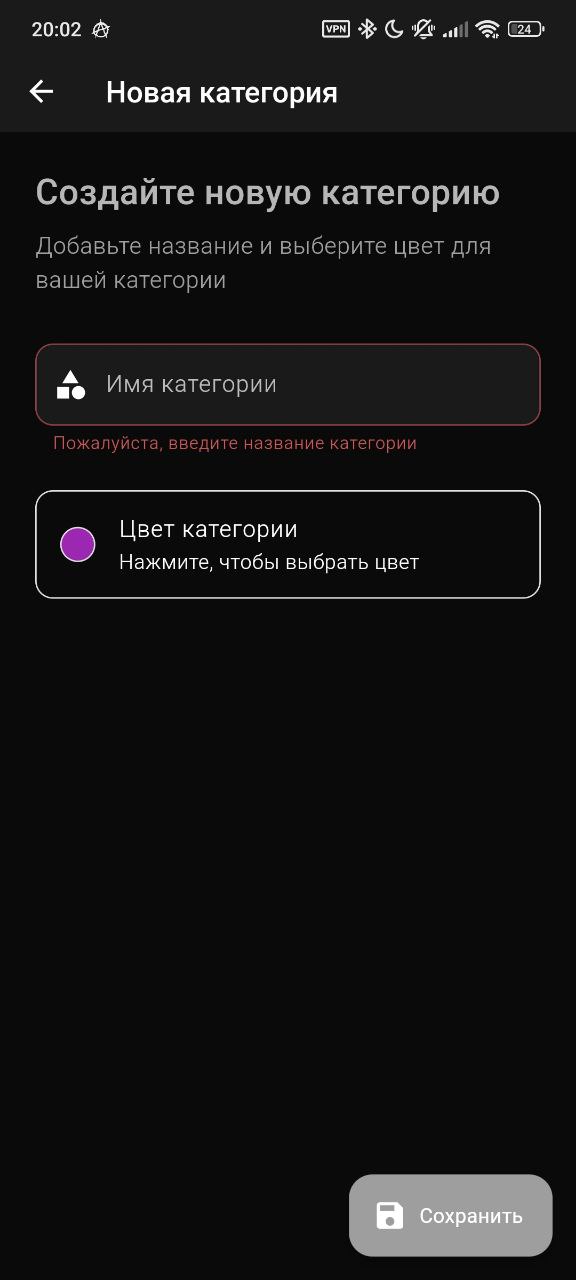 20:02 VPN 24
Новая категория
Создайте новую категорию
Добавьте название и выберите цвет для
вашей категории
Имя категории
Пожалуйста, введите название категории
Цвет категории
Нажмите, чтобы выбрать цвет
Сохранить